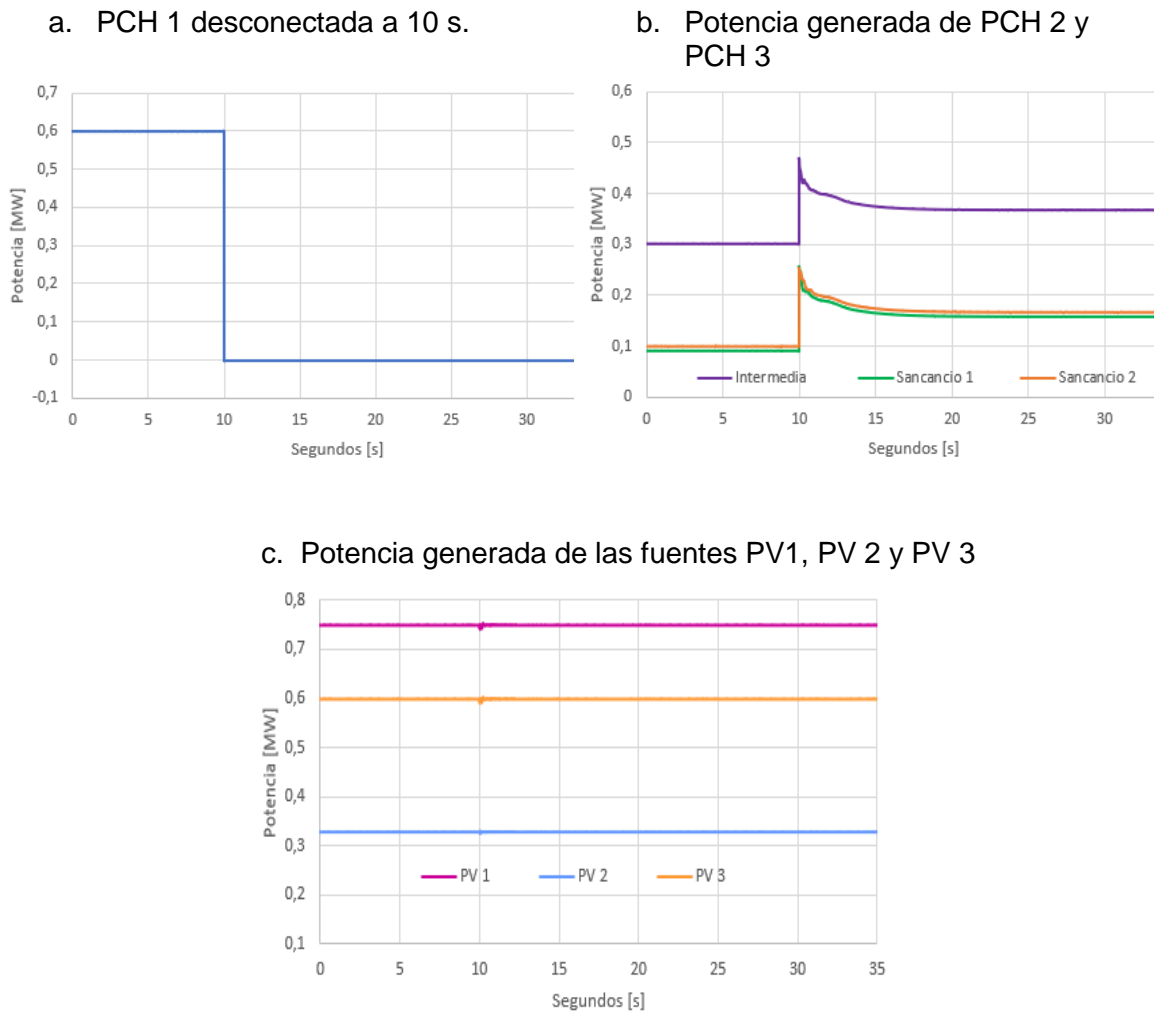 a. PCH 1 desconectada a 10 s.
b. Potencia generada de PCH 2 y
PCH 3
0,7
0,6
0,5
0,4
0,3
0,2
0,1
0
-0,1
Potencia [MW]
0 5 10 15 20 25 30
Segundos [s]
0,6
0,5
0,4
0,3
0,2
0,1
0
Potencia [MW]
Intermedia Sancancio 1 Sancancio 2
0 5 10 15 20 25 30
Segundos [s]
c. Potencia generada de las fuentes PV1, PV 2 y PV 3
0,8
0,7
0,6
0,5
0,4
0,3
0,2
0,1
Potencia [MW]
PV 1 PV 2 PV 3
0 5 10 15 20 25 30 35
Segundos [s]